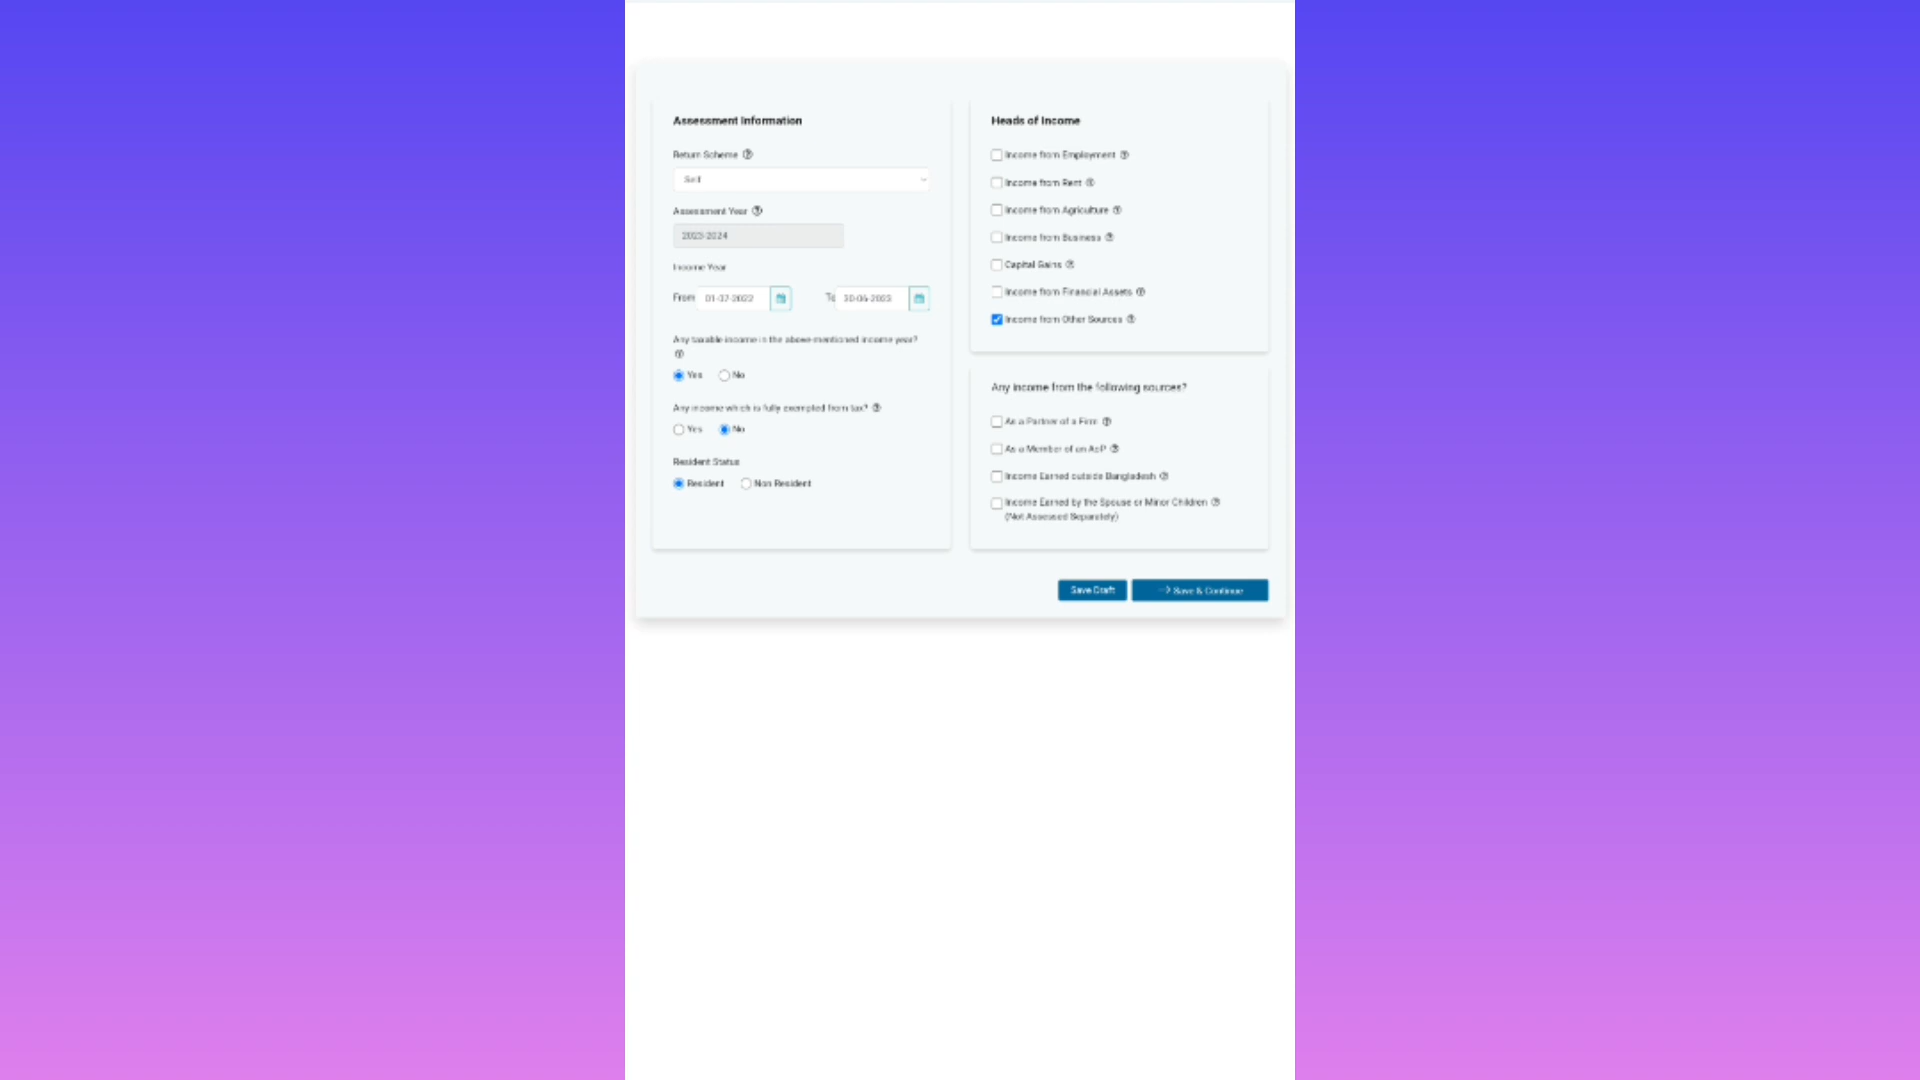 Assessment Information
Return Scheme
Self
Assessment Year
2023-2024
Income Year
From 01-07-2022 To 30-06-2023
Any taxable income in the above-mentioned income year?
Yes No
Any income which is fully exempted from tax?
Yes No
Resident Status
Resident Non Resident
Heads of Income
Income from Employment
Income from Rent
Income from Agriculture
Income from Business
Capital Gains
Income from Financial Assets
Income from Other Sources
Any income from the following sources?
As a Partner of a Firm
As a Member of an AoP
Income Earned outside Bangladesh
Income Earned by the Spouse or Minor Children
(Not Assessed Separately)
Save Draft
Save & Continue